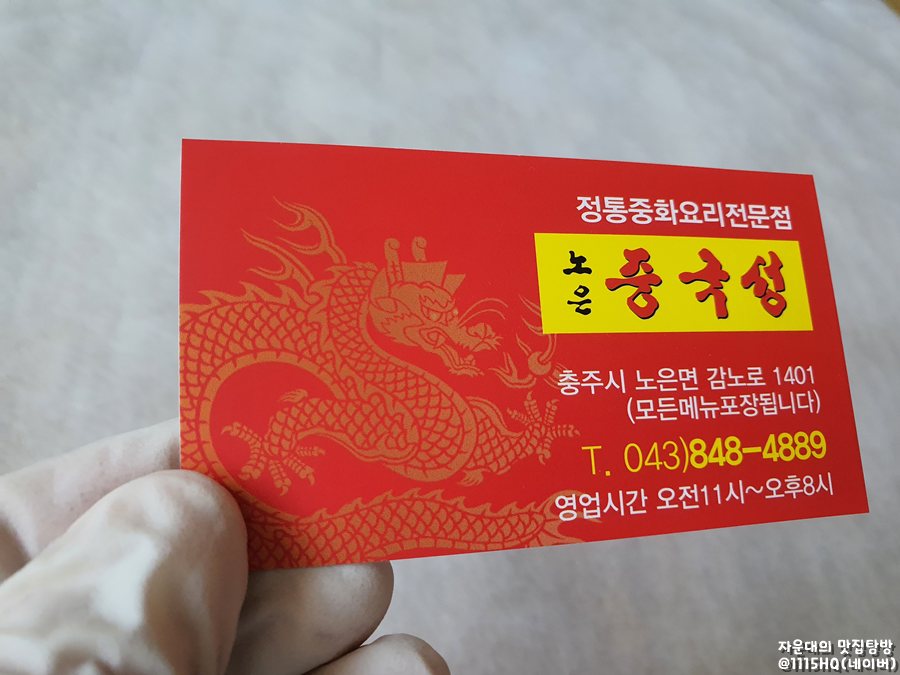 정통중화요리전문점
노은 중국성
충주시 노은면 감노로 1401
(모든메뉴포장됩니다)
T. 043)848-4889
영업시간 오전11시~오후8시
자운대의 맛집탐방
@1115HQ(네이버)